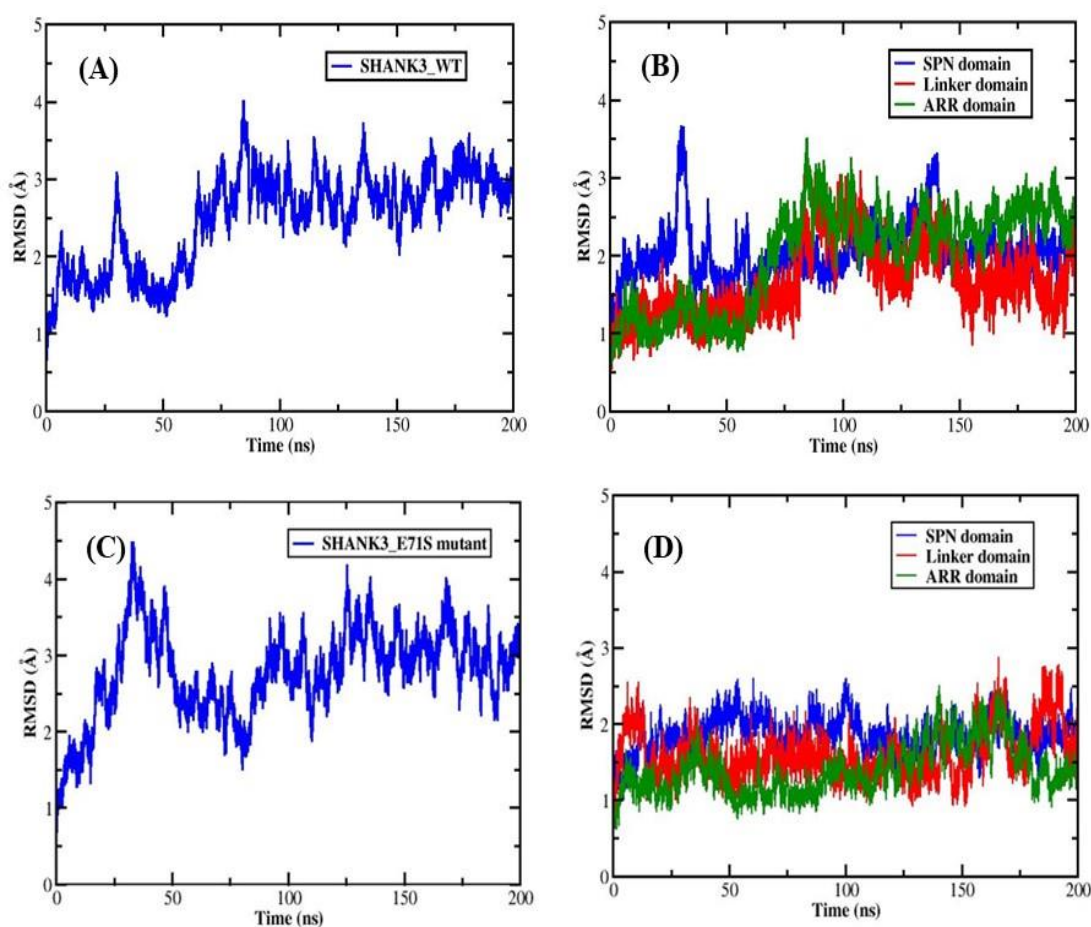 (A)
SHANK3_WT
RMSD (Å)
5
4
3
2
1
0
0 50 100 150 200
Time (ns)
(B)
SPN domain
Linker domain
ARR domain
RMSD (Å)
5
4
3
2
1
0
0 50 100 150 200
Time (ns)
(C)
SHANK3_E71S mutant
RMSD (Å)
5
4
3
2
1
0
0 50 100 150 200
Time (ns)
(D)
SPN domain
Linker domain
ARR domain
RMSD (Å)
5
4
3
2
1
0
0 50 100 150 200
Time (ns)